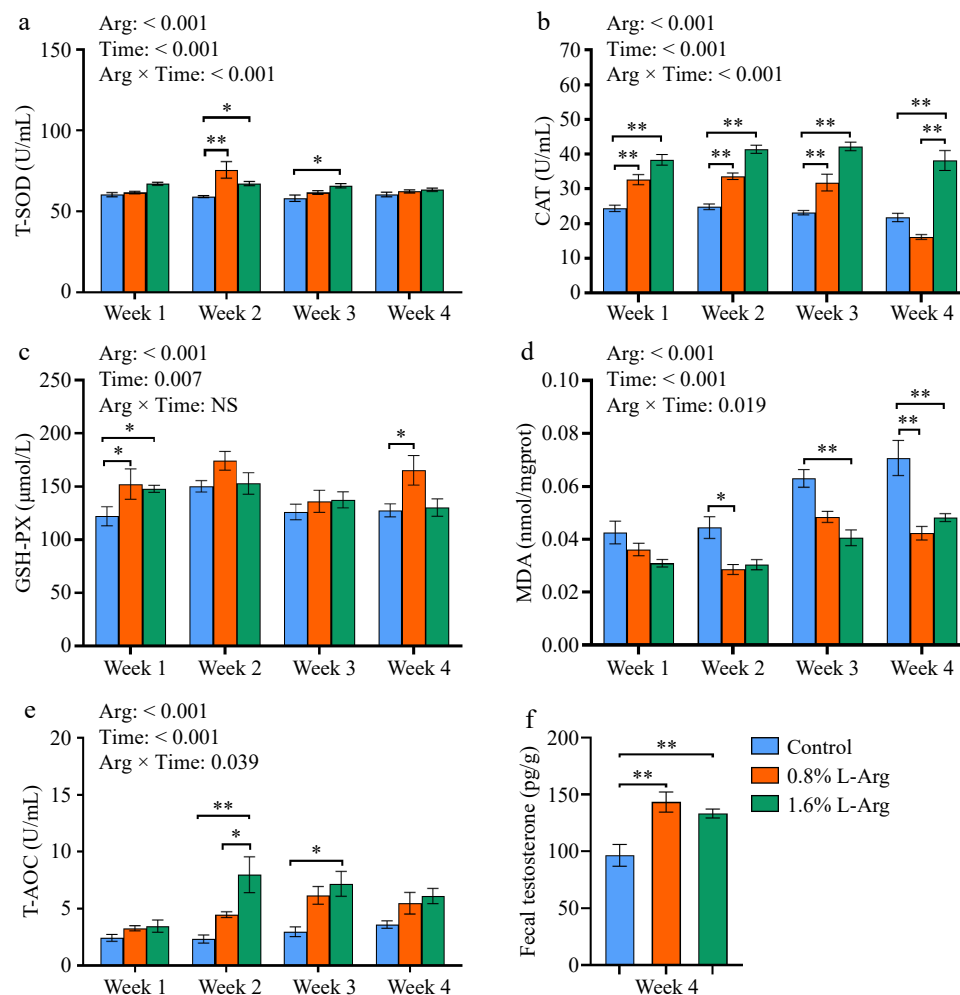 a
Arg: < 0.001
Time: < 0.001
Arg × Time: < 0.001
T-SOD (U/mL)
150
100
50
0
*
**
*
Week 1 Week 2 Week 3 Week 4
b
Arg: < 0.001
Time: < 0.001
Arg × Time: < 0.001
CAT (U/mL)
70
60
50
40
30
20
10
0
** ** ** **
** ** ** **
Week 1 Week 2 Week 3 Week 4
c
Arg: < 0.001
Time: 0.007
Arg × Time: NS
GSH-PX (μmol/L)
250
200
150
100
50
0
*
*
*
Week 1 Week 2 Week 3 Week 4
d
Arg: < 0.001
Time: < 0.001
Arg × Time: 0.019
MDA (nmol/mgprot)
0.10
0.08
0.06
0.04
0.02
0.00
*
**
**
**
Week 1 Week 2 Week 3 Week 4
e
Arg: < 0.001
Time: < 0.001
Arg × Time: 0.039
T-AOC (U/mL)
20
15
10
5
0
**
*
*
Week 1 Week 2 Week 3 Week 4
f
Fecal testosterone (pg/g)
200
150
100
50
0
**
**
Week 4
Control
0.8% L-Arg
1.6% L-Arg